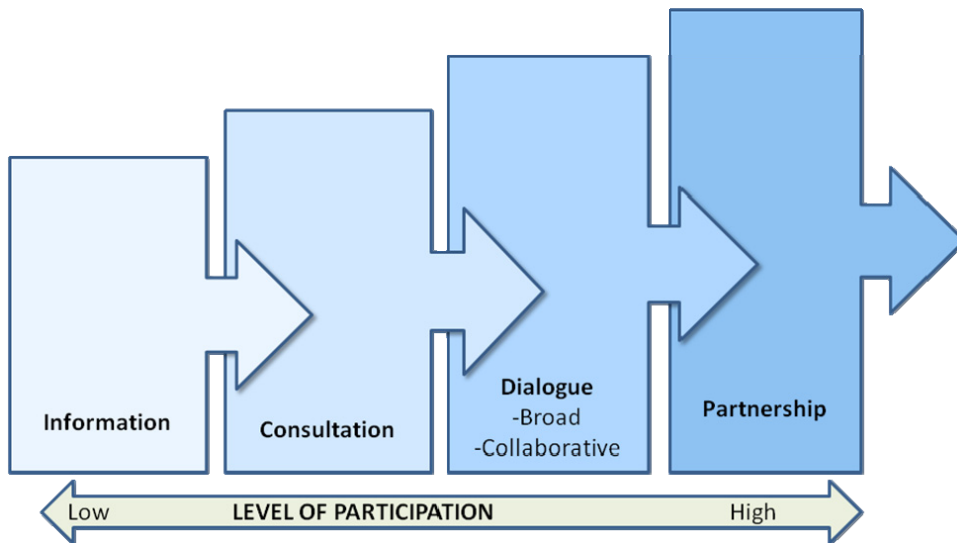 Information
Consultation
Dialogue
-Broad
-Collaborative
Partnership
Low LEVEL OF PARTICIPATION High